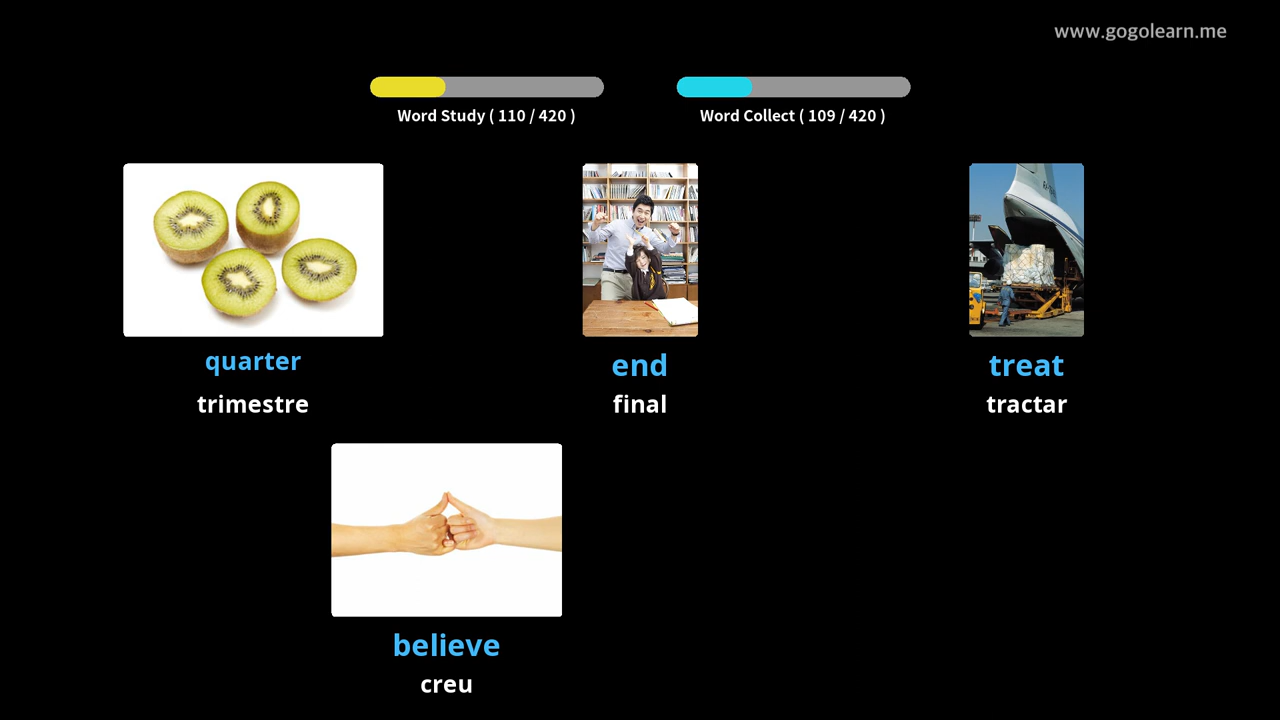 www.gogolearn.me
Word Study ( 110 / 420 )
Word Collect ( 109 / 420 )
quarter
trimestre
end
final
treat
tractar
believe
creu